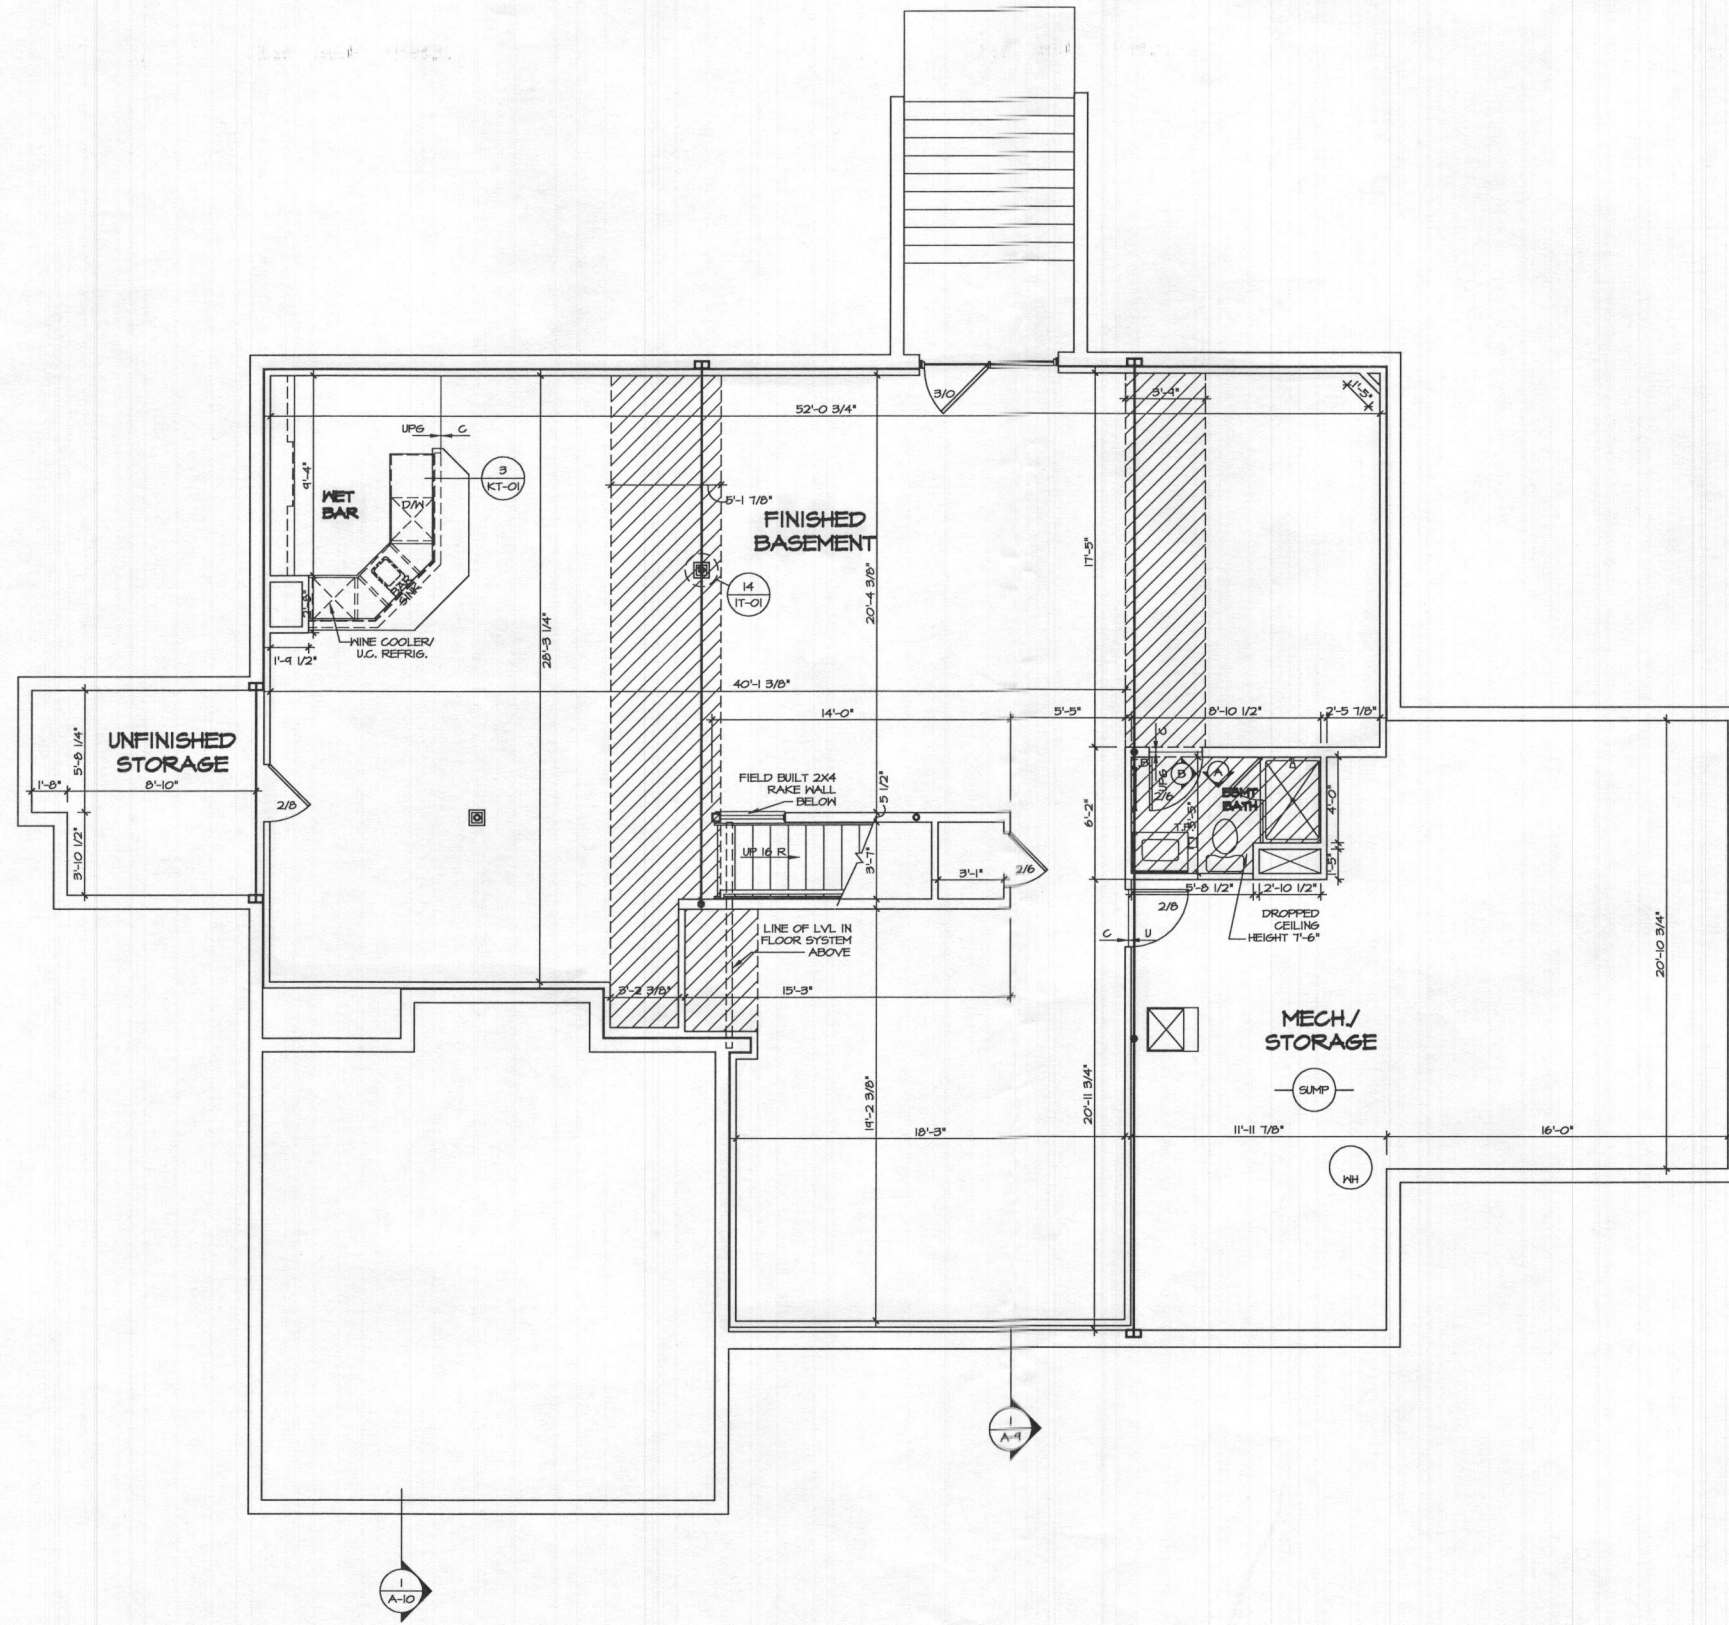 3/0
52'-0 3/4"
3'-9"
1'-5"
UPG
C
3
KT-01
9'-4"
WET
BAR
D/W
5'-1 7/8"
FINISHED
BASEMENT
17'-5"
14
IT-01
20'-4 3/8"
28'-3 1/4"
WINE COOLER/
U.C. REFRIG.
1'-9 1/2"
40'-1 3/8"
14'-0"
5'-5"
8'-10 1/2"
2'-5 7/8"
UNFINISHED
STORAGE
5'-8 1/4"
1'-8"
8'-10"
2/8
3'-10 1/2"
FIELD BUILT 2X4
RAKE WALL
BELOW
5 1/2"
UP 16 R
3'-7"
3'-1"
2/6
6'-2"
UPG
2/6
B
A
BSMT
BATH
4'-0"
1'-5"
5'-8 1/2"
2'-10 1/2"
2/8
C
U
DROPPED
CEILING
HEIGHT 7'-6"
LINE OF LVL IN
FLOOR SYSTEM
ABOVE
3'-2 3/8"
15'-3"
20'-10 3/4"
MECH./
STORAGE
SUMP
19'-2 3/8"
20'-11 3/4"
18'-3"
11'-11 7/8"
16'-0"
WH
1
A-9
1
A-10